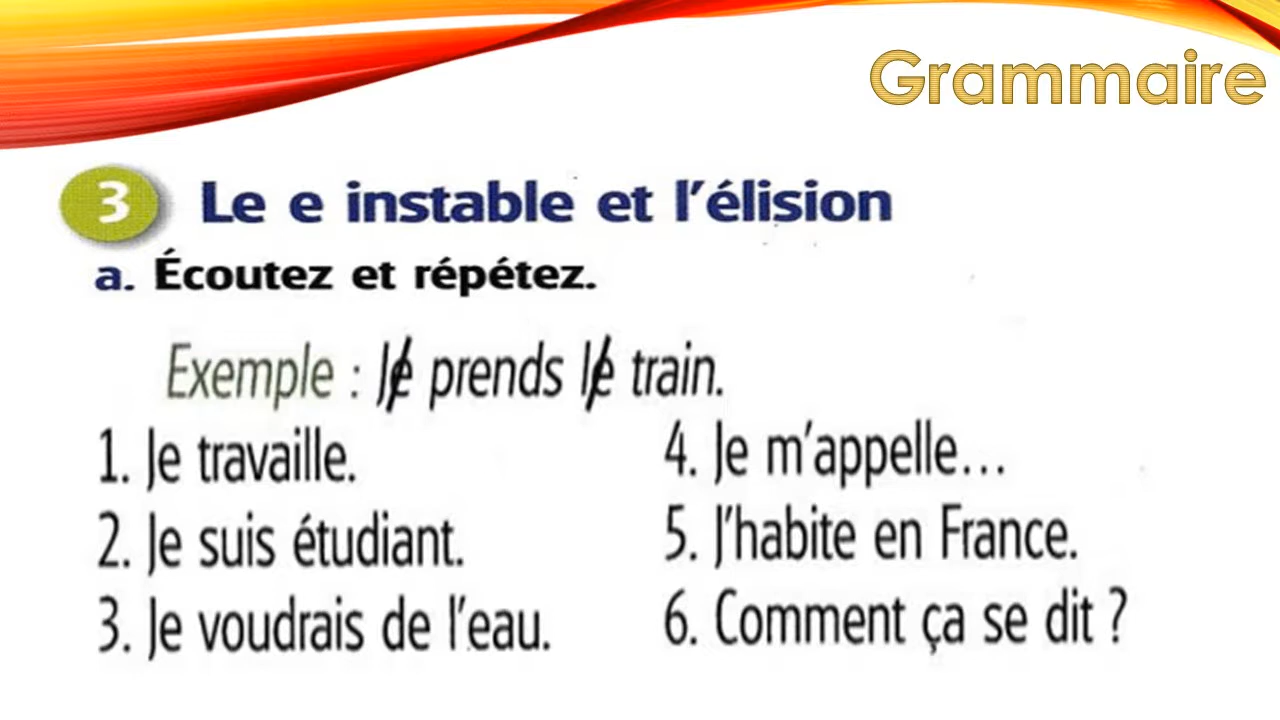 Grammaire
3 Le e instable et l'élision
a. Écoutez et répétez.
Exemple : Je prends le train.
1. Je travaille.
2. Je suis étudiant.
3. Je voudrais de l'eau.
4. Je m'appelle...
5. J'habite en France.
6. Comment ça se dit ?